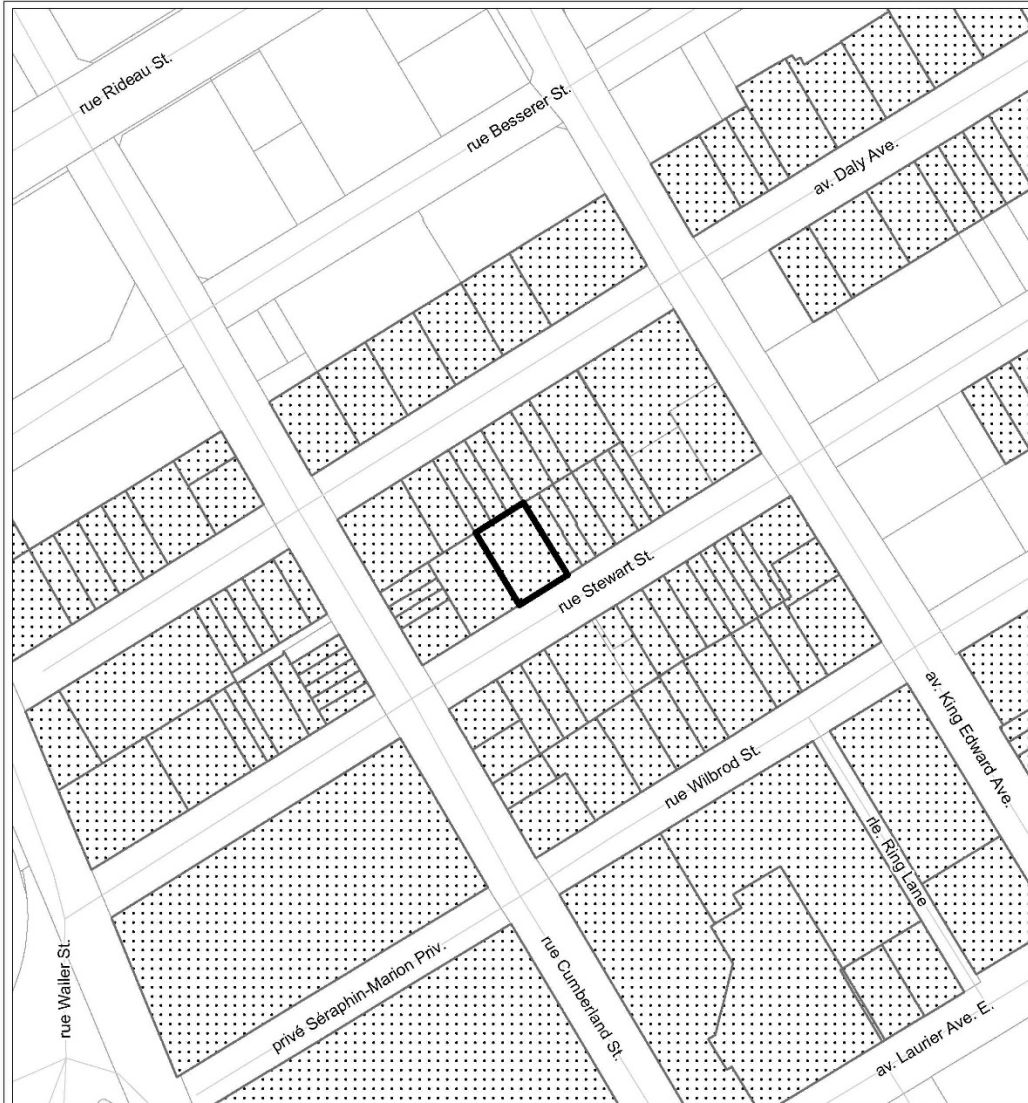 rue Rideau St.
rue Besserer St.
av. Daly Ave.
rue Stewart St.
av. King Edward Ave.
rue Wilbrod St.
rle. Ring Lane
rue Waller St.
privé Séraphin-Marion Priv.
rue Cumberland St.
av. Laurier Ave. E.